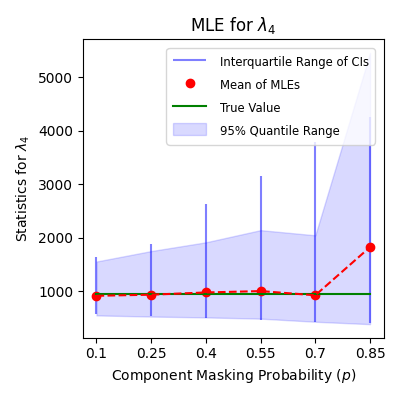 MLE for λ₄
Interquartile Range of CIs
Mean of MLEs
True Value
95% Quantile Range
Statistics for λ₄
5000
4000
3000
2000
1000
0.1 0.25 0.4 0.55 0.7 0.85
Component Masking Probability (p)